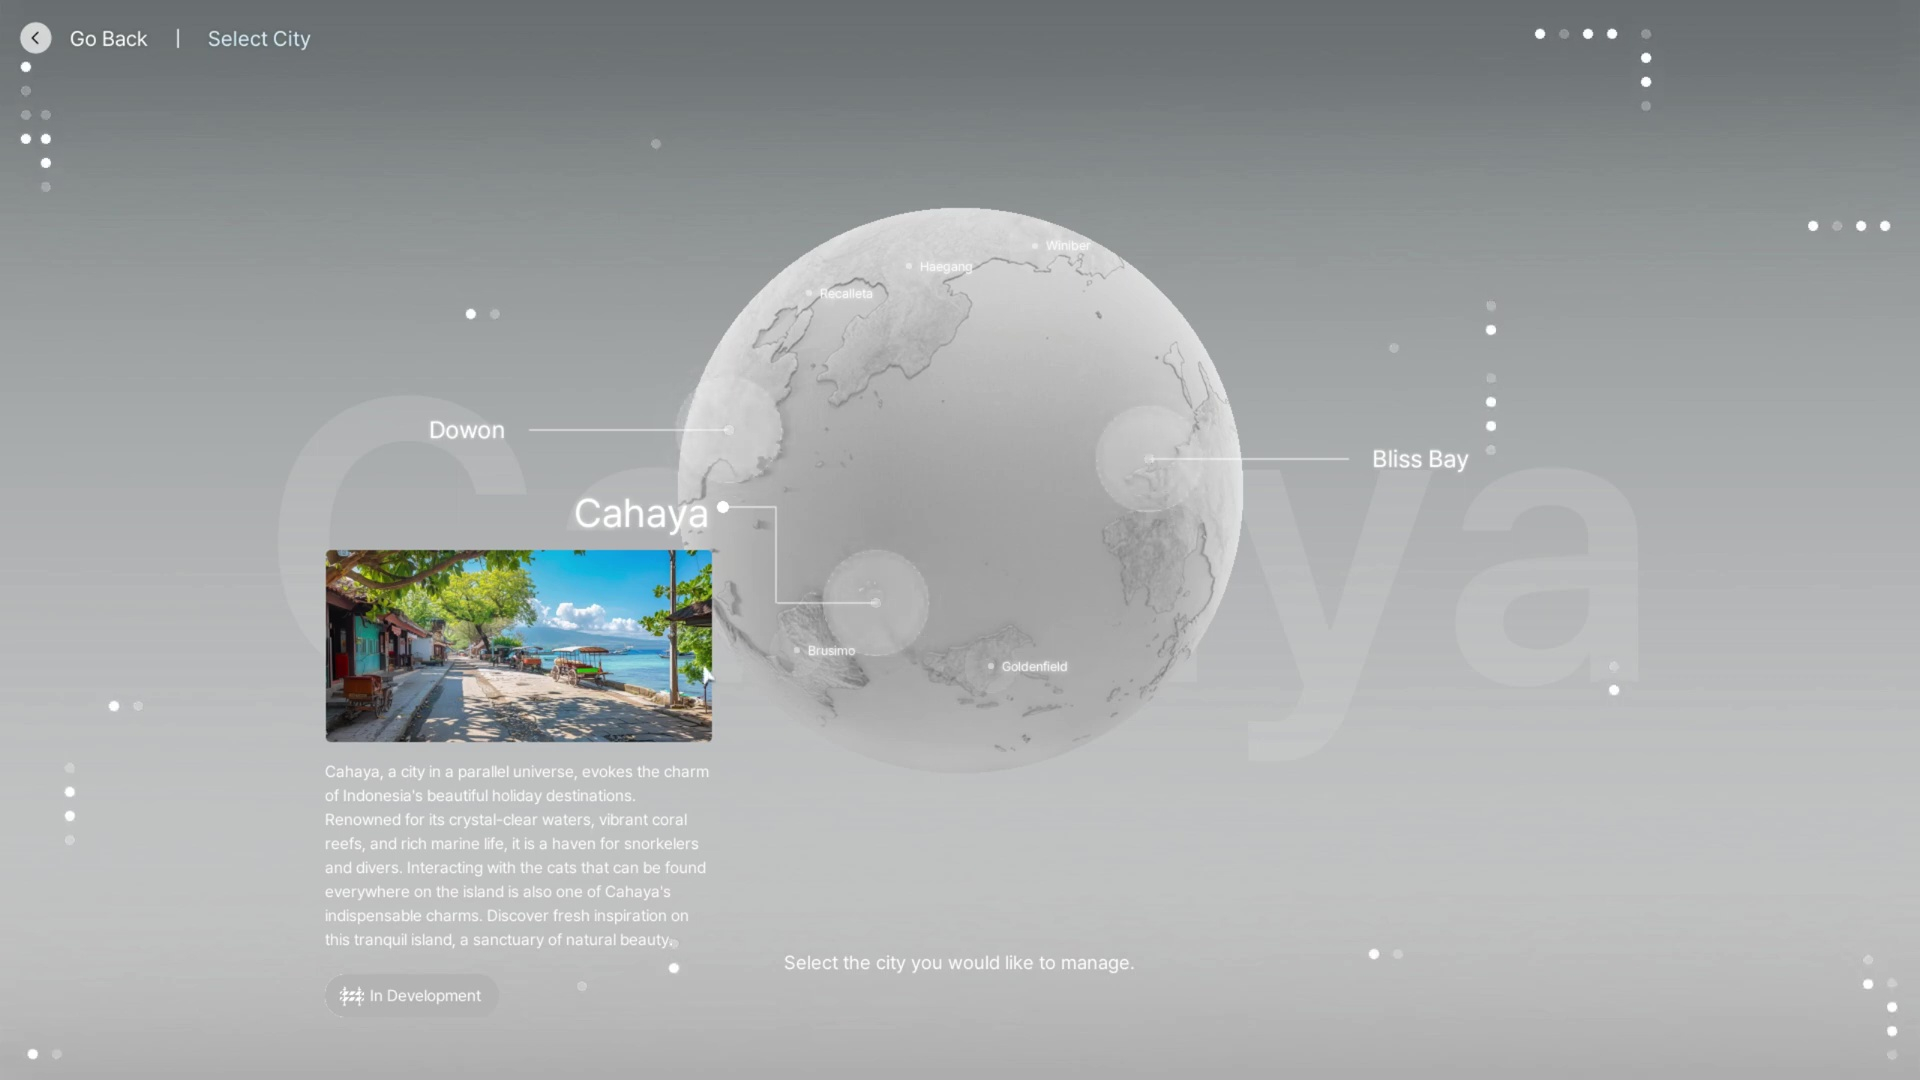 Go Back | Select City
Winiber
Haegang
Recalleta
Dowon
Bliss Bay
Cahaya
Cahaya
Brusimo
Goldenfield
Cahaya, a city in a parallel universe, evokes the charm
of Indonesia's beautiful holiday destinations.
Renowned for its crystal-clear waters, vibrant coral
reefs, and rich marine life, it is a haven for snorkelers
and divers. Interacting with the cats that can be found
everywhere on the island is also one of Cahaya's
indispensable charms. Discover fresh inspiration on
this tranquil island, a sanctuary of natural beauty.
Select the city you would like to manage.
In Development